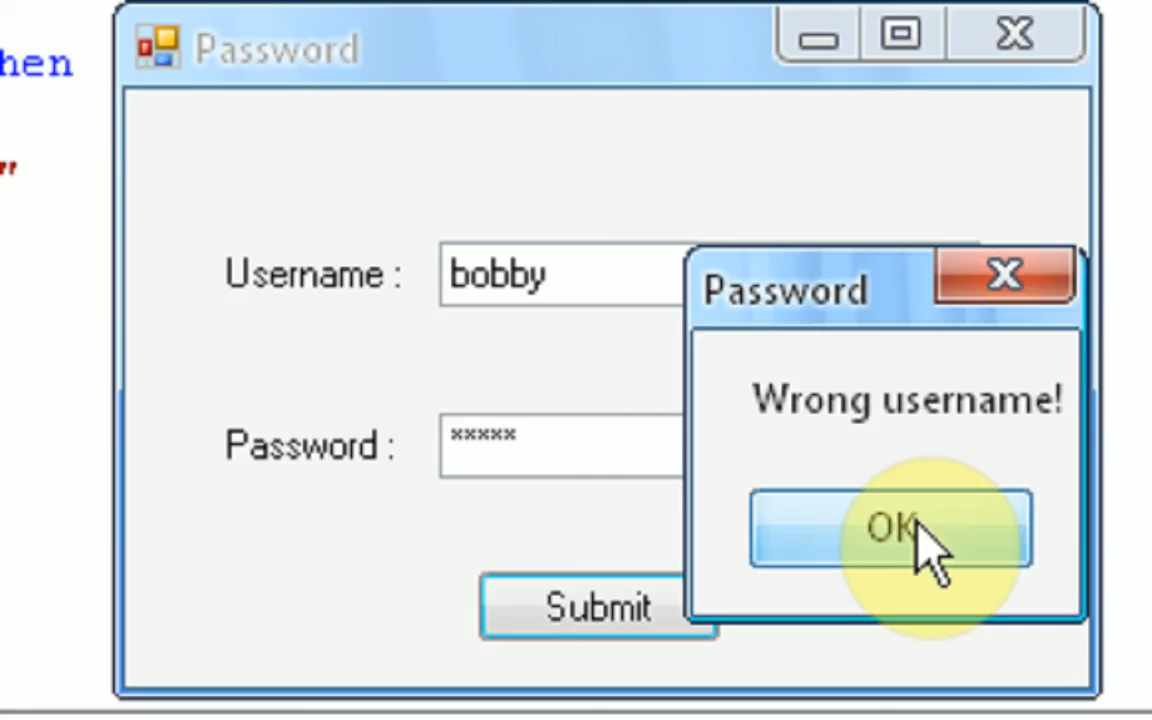 hen
Password
"
Username :
bobby
Password
Wrong username!
Password :
*****
OK
Submit